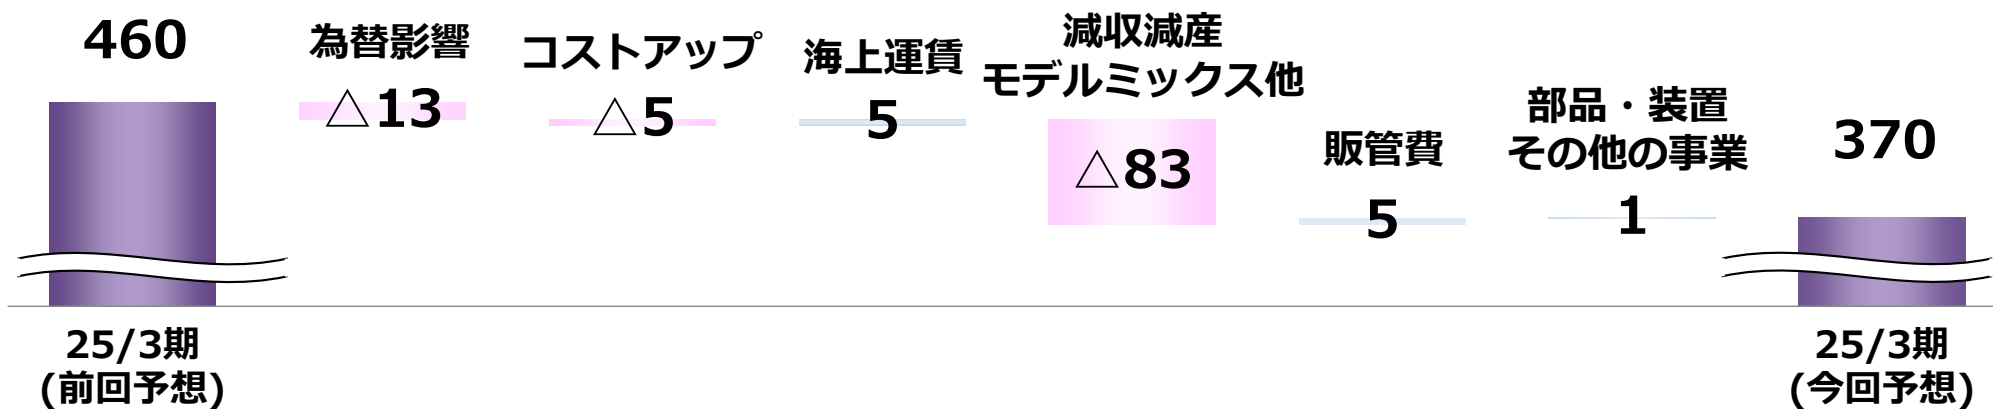 460
為替影響
△13
コストアップ
△5
海上運賃
5
減収減産
モデルミックス他
△83
販管費
5
部品・装置
その他の事業
1
370
25/3期
(前回予想)
25/3期
(今回予想)